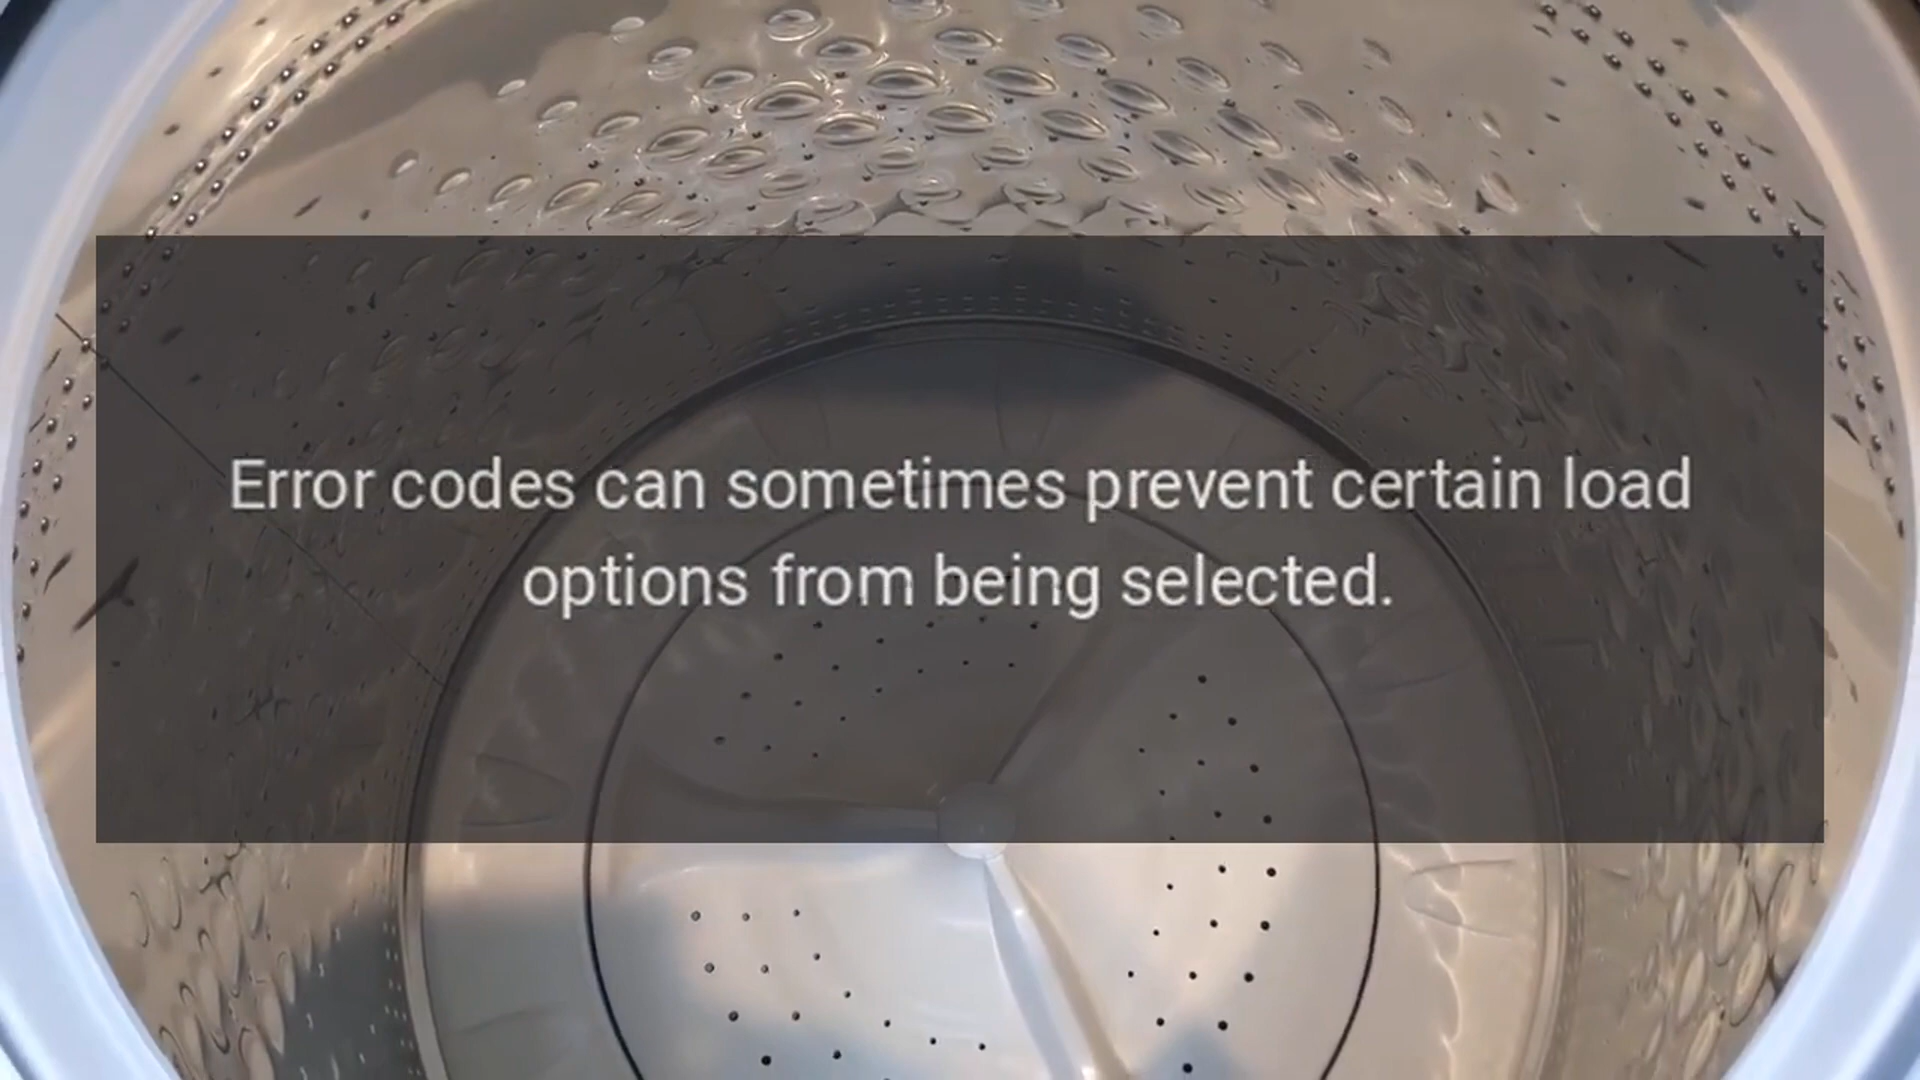 Error codes can sometimes prevent certain load
options from being selected.